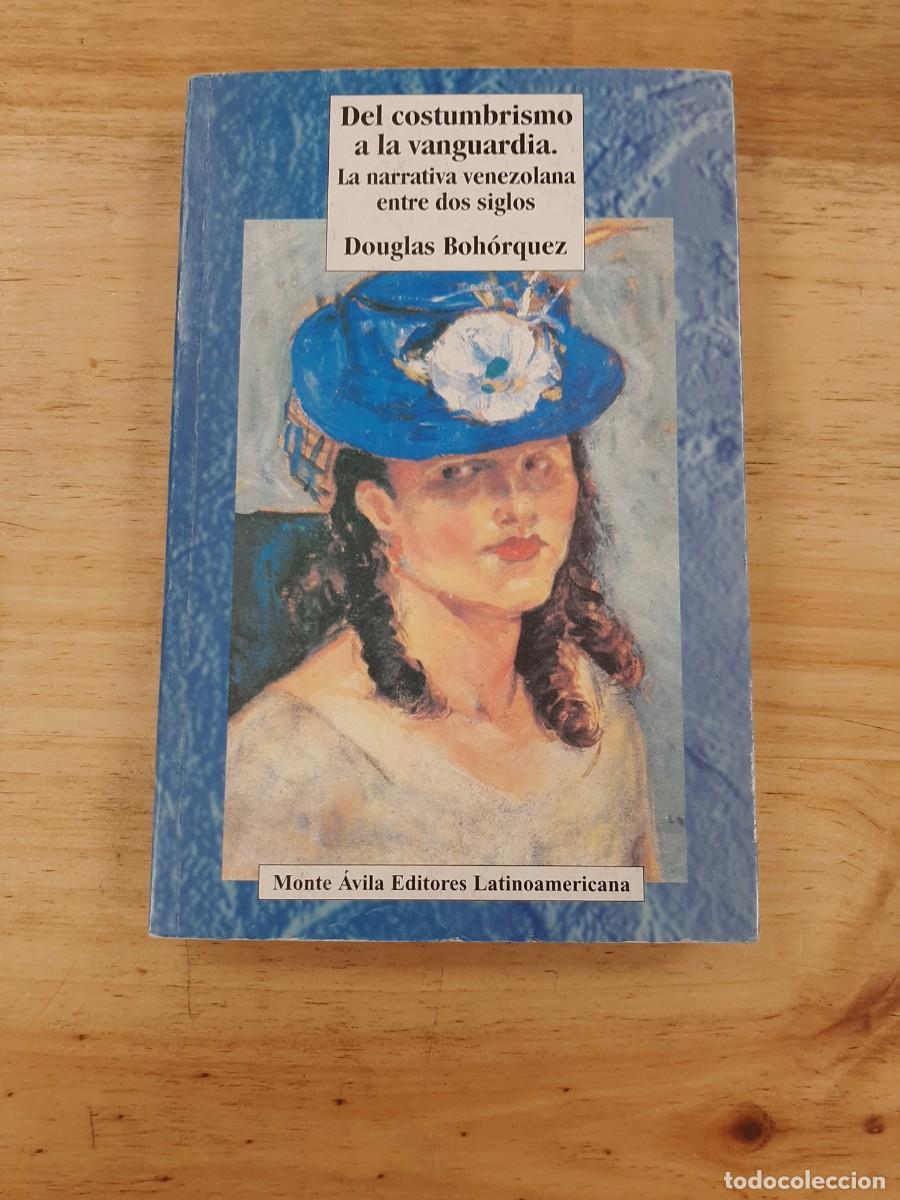 Del costumbrismo
a la vanguardia.
La narrativa venezolana
entre dos siglos
Douglas Bohórquez
Monte Ávila Editores Latinoamericana
todocoleccion